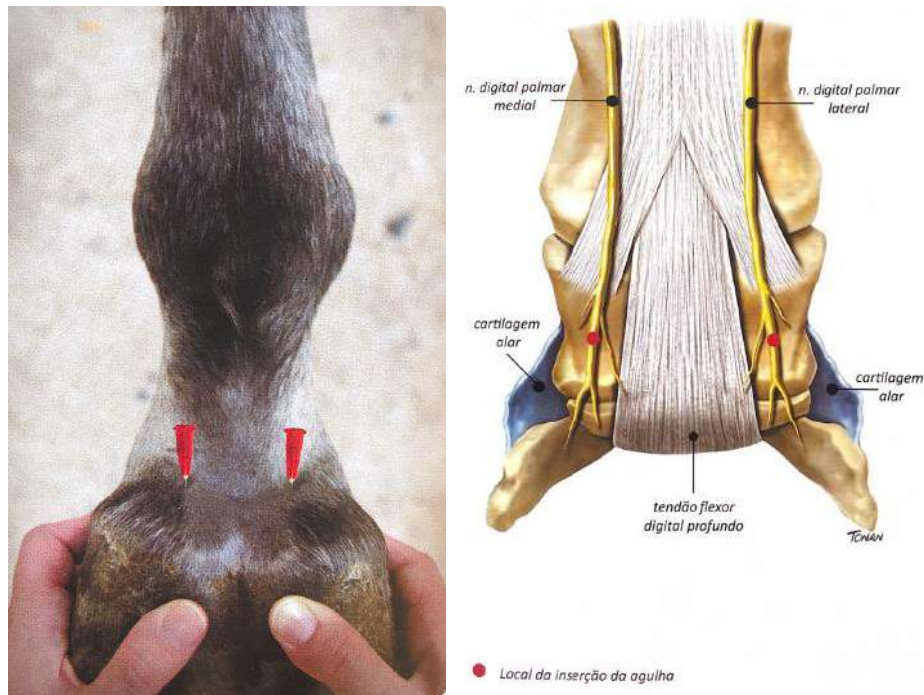 n. digital palmar
medial
n. digital palmar
lateral
cartilagem
alar
cartilagem
alar
tendão flexor
digital profundo
TONAN
Local da inserção da agulha